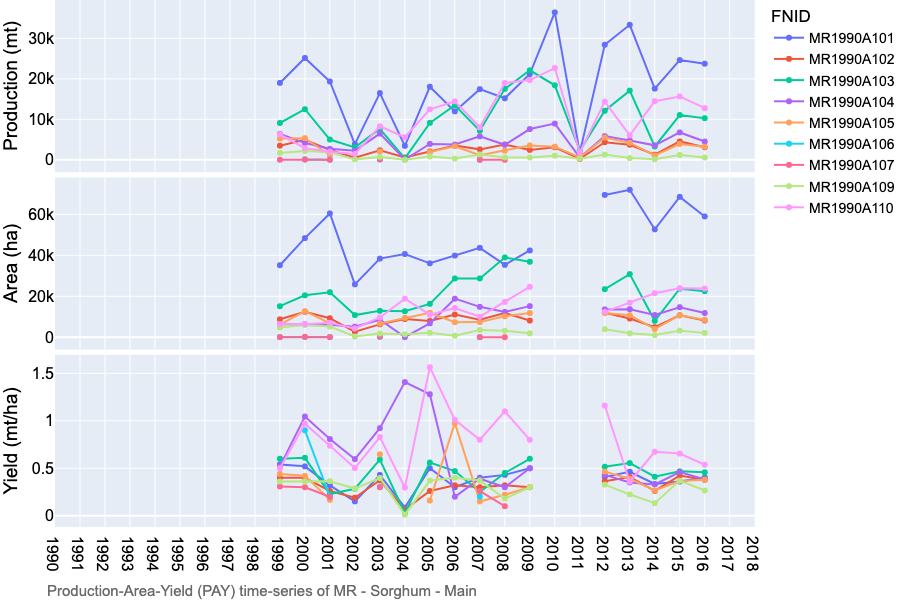 FNID
MR1990A101
MR1990A102
MR1990A103
MR1990A104
MR1990A105
MR1990A106
MR1990A107
MR1990A109
MR1990A110
Production (mt)
30k
20k
10k
0
Area (ha)
60k
40k
20k
0
Yield (mt/ha)
1.5
1
0.5
0
1990 1991 1992 1993 1994 1995 1996 1997 1998 1999 2000 2001 2002 2003 2004 2005 2006 2007 2008 2009 2010 2011 2012 2013 2014 2015 2016 2017 2018
Production-Area-Yield (PAY) time-series of MR - Sorghum - Main